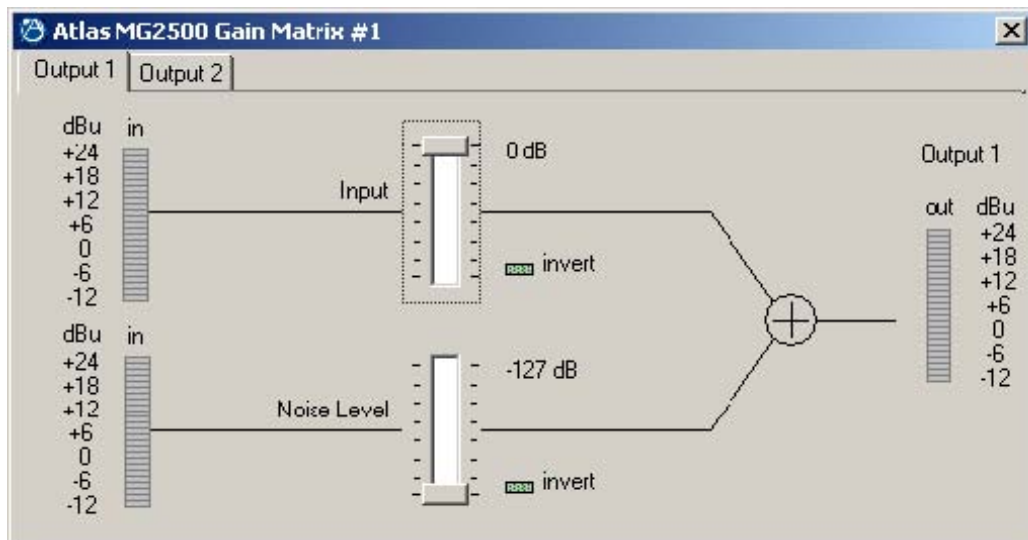 Atlas MG2500 Gain Matrix #1
Output 1
Output 2
dBu in
+24
+18
+12
+6
0
-6
-12
Input
0 dB
invert
dBu in
+24
+18
+12
+6
0
-6
-12
Noise Level
-127 dB
invert
Output 1
out dBu
+24
+18
+12
+6
0
-6
-12